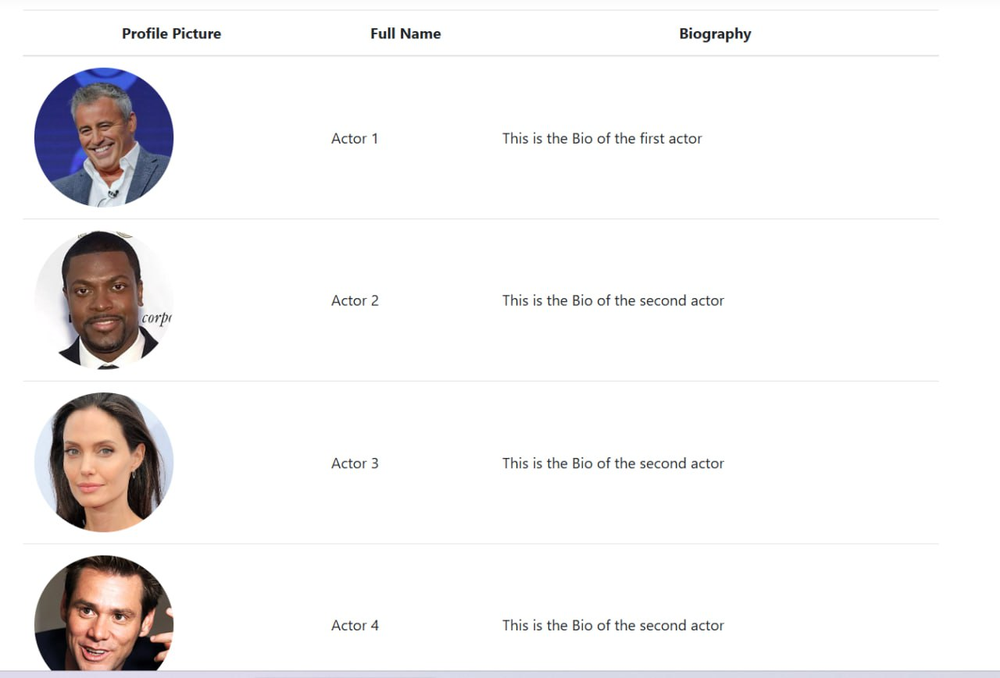 Profile Picture Full Name Biography
Actor 1 This is the Bio of the first actor
corpo
Actor 2 This is the Bio of the second actor
Actor 3 This is the Bio of the second actor
Actor 4 This is the Bio of the second actor